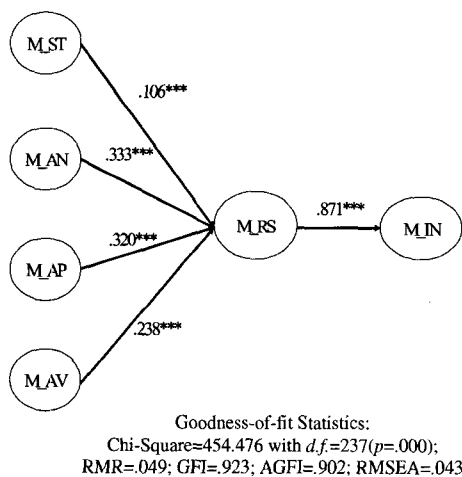 M_ST
.106***
M_AN
.333***
M_RS
.871***
M_IN
.320***
M_AP
.238***
M_AV
Goodness-of-fit Statistics:
Chi-Square=454.476 with d.f.=237(p=.000);
RMR=.049; GFI=.923; AGFI=.902; RMSEA=.043